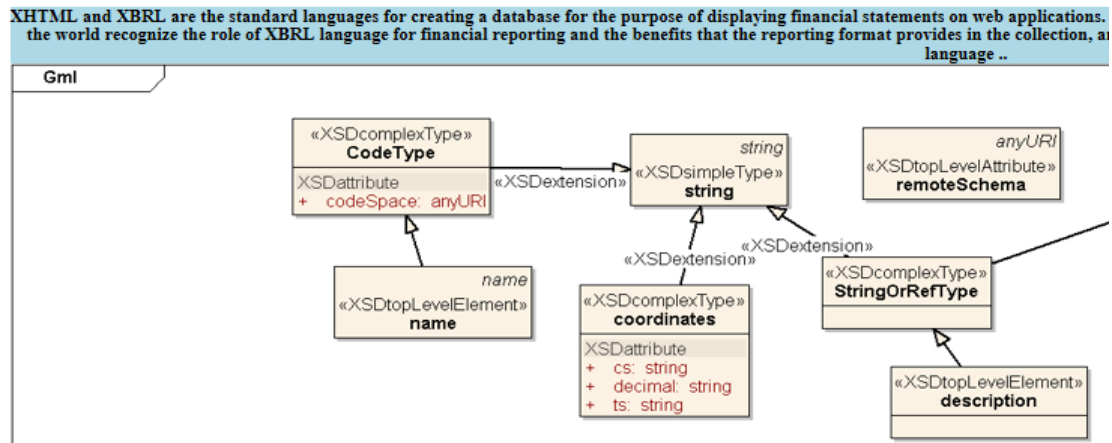 XHTML and XBRL are the standard languages for creating a database for the purpose of displaying financial statements on web applications.
the world recognize the role of XBRL language for financial reporting and the benefits that the reporting format provides in the collection,
language ..
Gml
«XSDcomplexType»
CodeType
XSDattribute
+ codeSpace: anyURI
«XSDextension»
string
«XSDsimpleType»
string
anyURI
«XSDtopLevelAttribute»
remoteSchema
name
«XSDtopLevelElement»
name
«XSDextension»
«XSDextension»
«XSDcomplexType»
coordinates
XSDattribute
+ cs: string
+ decimal: string
+ ts: string
«XSDcomplexType»
StringOrRefType
«XSDtopLevelElement»
description